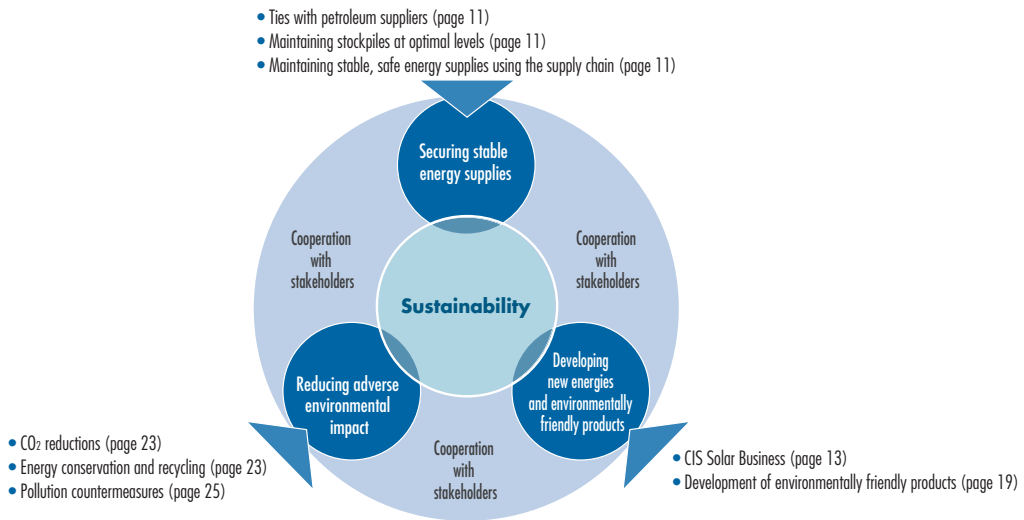 • Ties with petroleum suppliers (page 11)
• Maintaining stockpiles at optimal levels (page 11)
• Maintaining stable, safe energy supplies using the supply chain (page 11)
Securing stable
energy supplies
Cooperation
with
stakeholders
Cooperation
with
stakeholders
Sustainability
Reducing adverse
environmental
impact
Developing
new energies
and environmentally
friendly products
Cooperation
with
stakeholders
• CO₂ reductions (page 23)
• Energy conservation and recycling (page 23)
• Pollution countermeasures (page 25)
• CIS Solar Business (page 13)
• Development of environmentally friendly products (page 19)